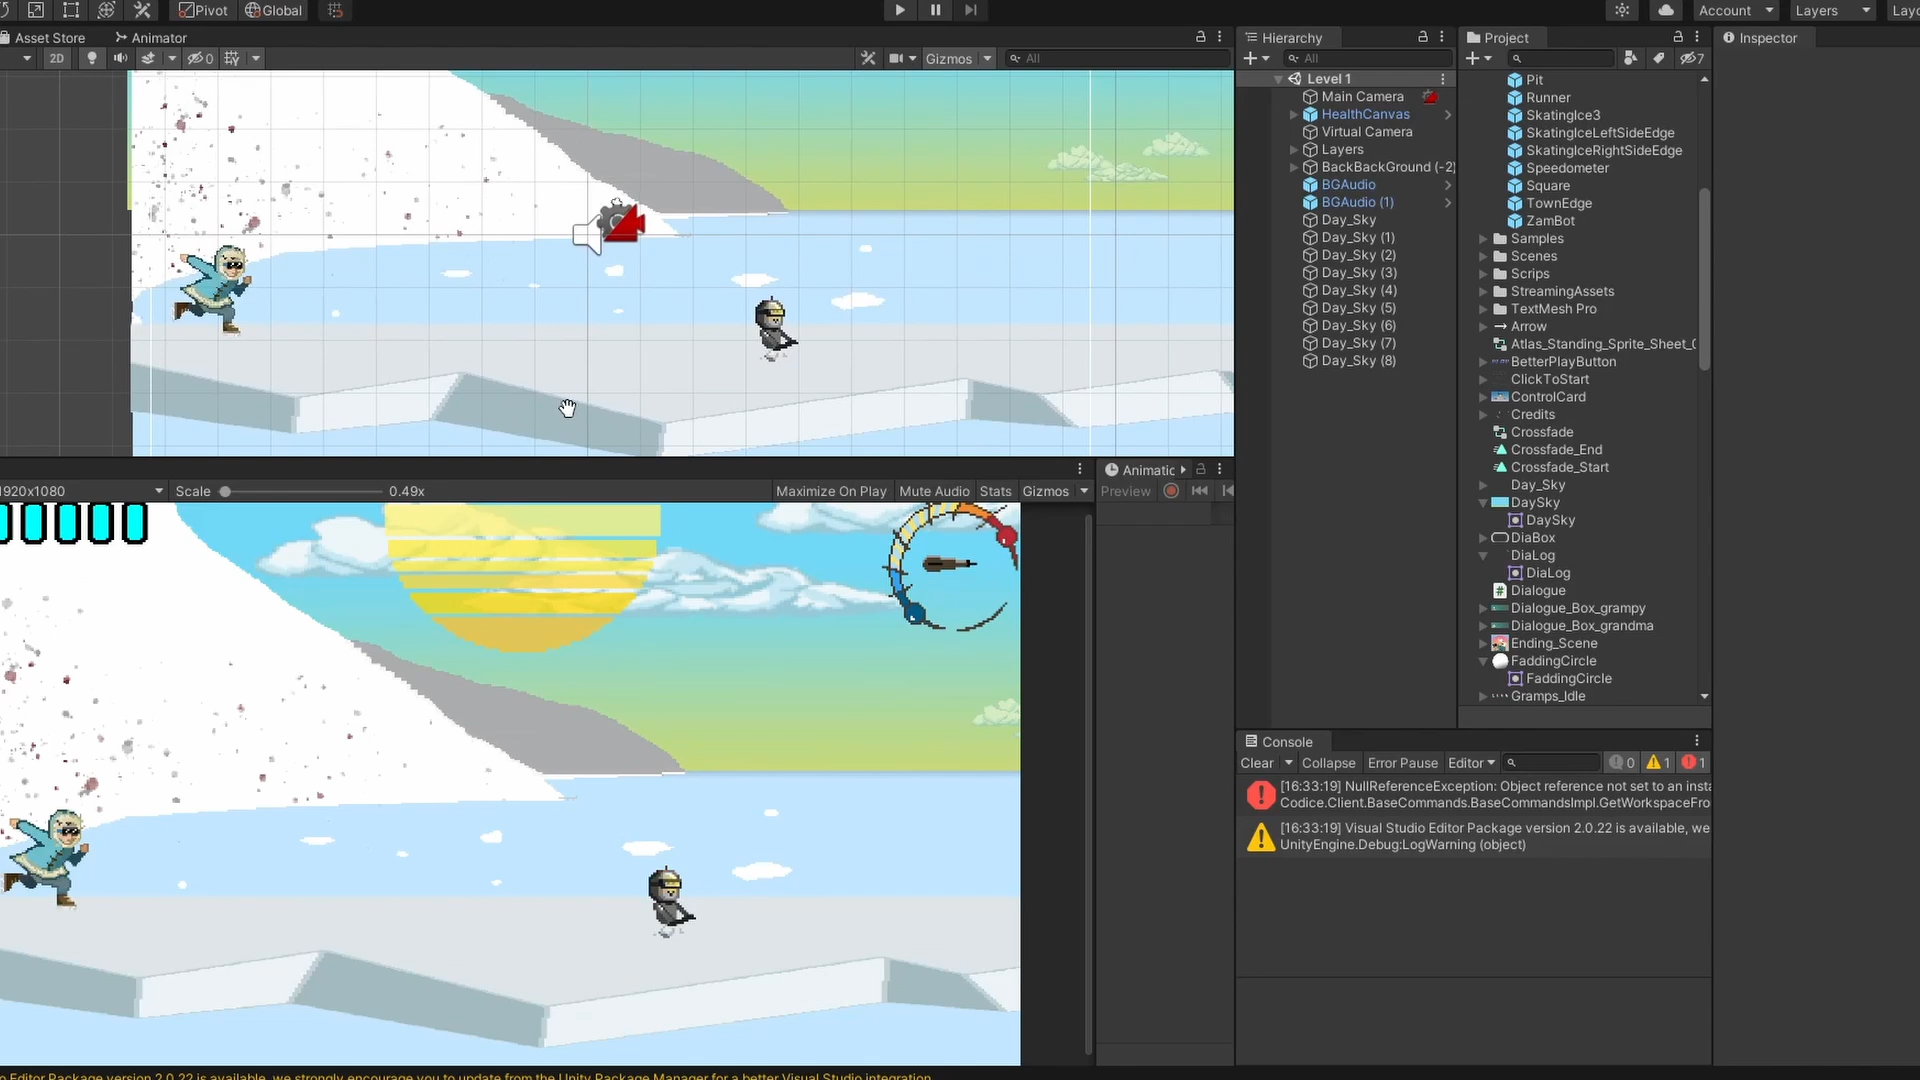 Pivot
Global
Account
Layers
Asset Store
Animator
2D
0
Gizmos
All
Hierarchy
All
Level 1
Main Camera
HealthCanvas
Virtual Camera
Layers
BackBackGround (-2)
BGAudio
BGAudio (1)
Day_Sky
Day_Sky (1)
Day_Sky (2)
Day_Sky (3)
Day_Sky (4)
Day_Sky (5)
Day_Sky (6)
Day_Sky (7)
Day_Sky (8)
Project
7
Pit
Runner
SkatingIce3
SkatingIceLeftSideEdge
SkatingIceRightSideEdge
Speedometer
Square
TownEdge
ZamBot
Samples
Scenes
Scrips
StreamingAssets
TextMesh Pro
Arrow
Atlas_Standing_Sprite_Sheet_(
BetterPlayButton
ClickToStart
ControlCard
Credits
Crossfade
Crossfade_End
Crossfade_Start
Day_Sky
DaySky
DaySky
DiaBox
DiaLog
DiaLog
Dialogue
Dialogue_Box_grampy
Dialogue_Box_grandma
Ending_Scene
FaddingCircle
FaddingCircle
Gramps_Idle
Inspector
1920x1080
Scale
0.49x
Maximize On Play
Mute Audio
Stats
Gizmos
Animatic
Preview
Console
Clear
Collapse
Error Pause
Editor
0
1
1
[16:33:19] NullReferenceException: Object reference not set to an insta
Codice.Client.BaseCommands.BaseCommandsImpl.GetWorkspaceFro
[16:33:19] Visual Studio Editor Package version 2.0.22 is available, we
UnityEngine.Debug:LogWarning (object)
o Editor Package version 2.0.22 is available, we strongly encourage you to update from the Unity Package Manager for a better Visual Studio integration